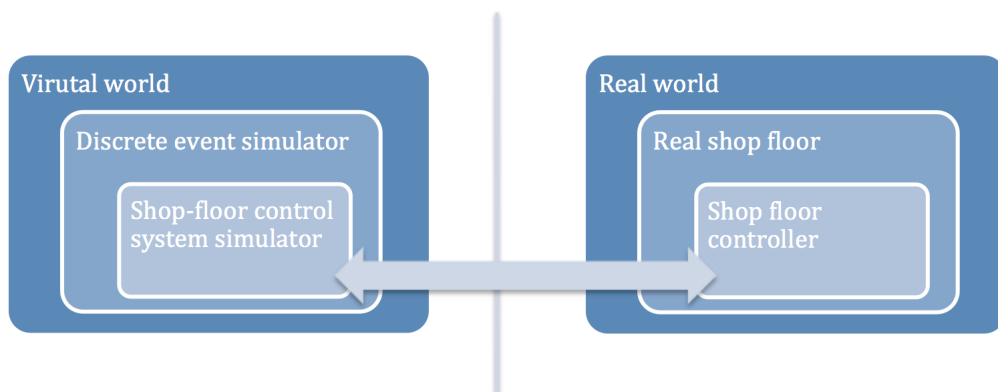 Virutal world
Discrete event simulator
Shop-floor control
system simulator
Real world
Real shop floor
Shop floor
controller